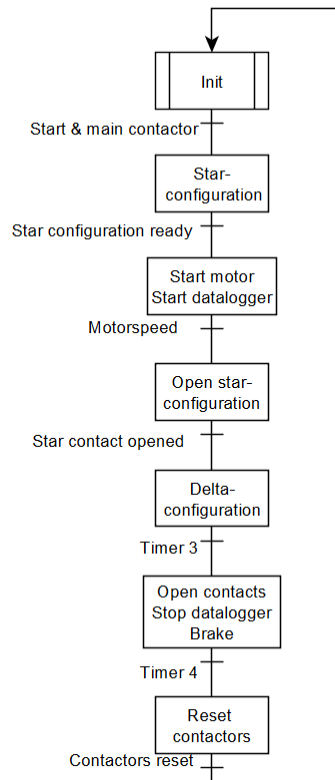 Init
Start & main contactor
Star-
configuration
Star configuration ready
Start motor
Start datalogger
Motorspeed
Open star-
configuration
Star contact opened
Delta-
configuration
Timer 3
Open contacts
Stop datalogger
Brake
Timer 4
Reset
contactors
Contactors reset